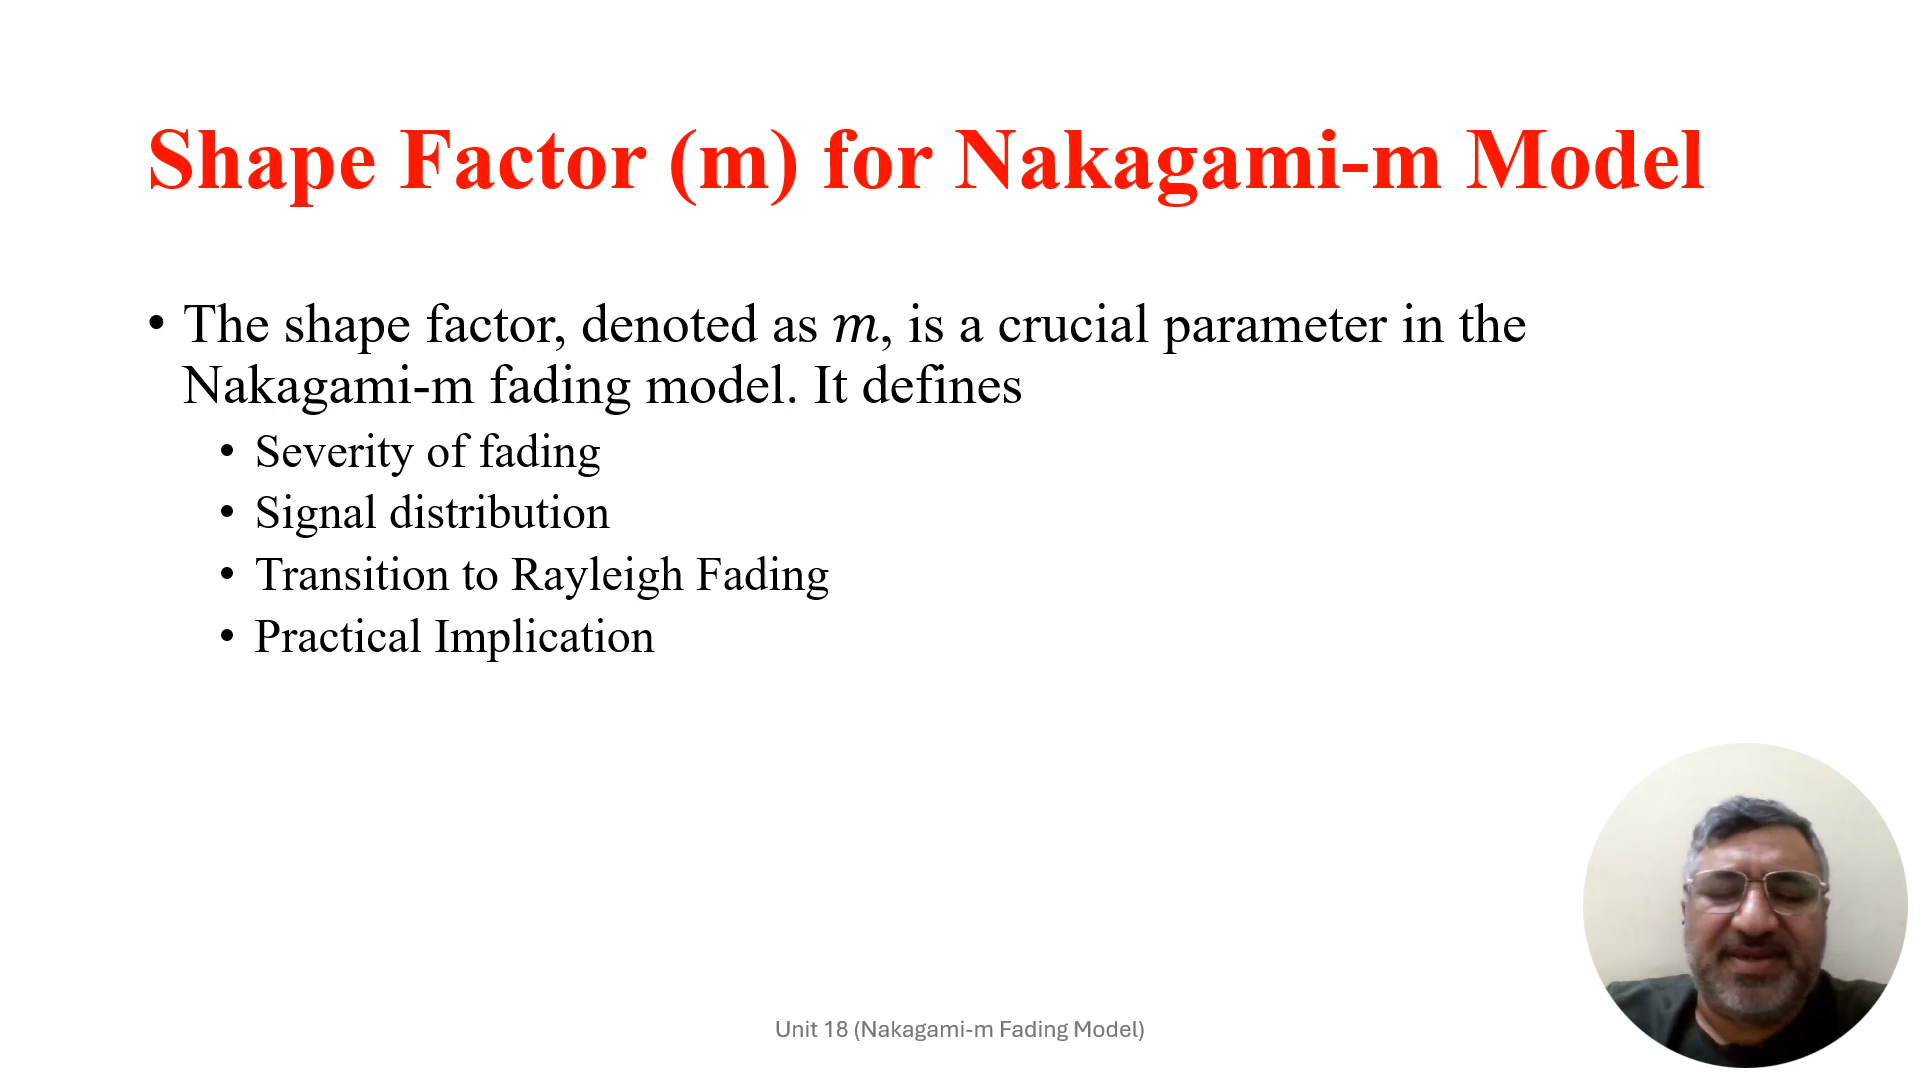 Shape Factor (m) for Nakagami-m Model
• The shape factor, denoted as m, is a crucial parameter in the
Nakagami-m fading model. It defines
• Severity of fading
• Signal distribution
• Transition to Rayleigh Fading
• Practical Implication
Unit 18 (Nakagami-m Fading Model)